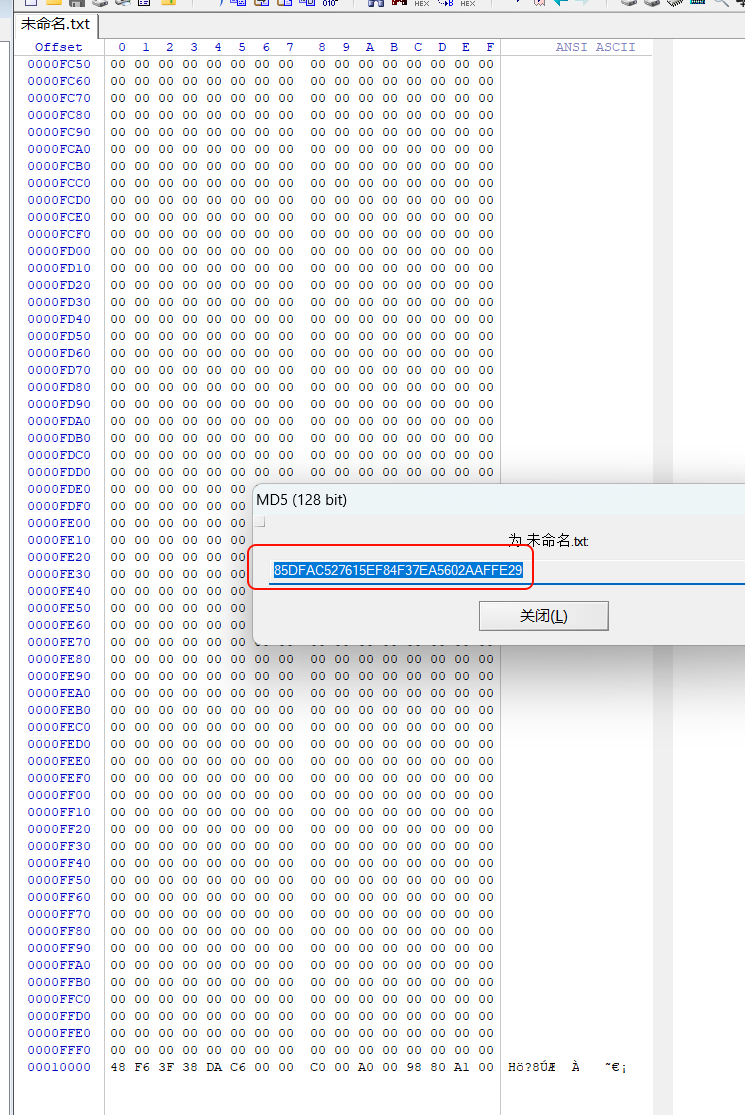 未命名.txt
Offset 0 1 2 3 4 5 6 7 8 9 A B C D E F ANSI ASCII
0000FC50 00 00 00 00 00 00 00 00 00 00 00 00 00 00 00 00
0000FC60 00 00 00 00 00 00 00 00 00 00 00 00 00 00 00 00
0000FC70 00 00 00 00 00 00 00 00 00 00 00 00 00 00 00 00
0000FC80 00 00 00 00 00 00 00 00 00 00 00 00 00 00 00 00
0000FC90 00 00 00 00 00 00 00 00 00 00 00 00 00 00 00 00
0000FCA0 00 00 00 00 00 00 00 00 00 00 00 00 00 00 00 00
0000FCB0 00 00 00 00 00 00 00 00 00 00 00 00 00 00 00 00
0000FCC0 00 00 00 00 00 00 00 00 00 00 00 00 00 00 00 00
0000FCD0 00 00 00 00 00 00 00 00 00 00 00 00 00 00 00 00
0000FCE0 00 00 00 00 00 00 00 00 00 00 00 00 00 00 00 00
0000FCF0 00 00 00 00 00 00 00 00 00 00 00 00 00 00 00 00
0000FD00 00 00 00 00 00 00 00 00 00 00 00 00 00 00 00 00
0000FD10 00 00 00 00 00 00 00 00 00 00 00 00 00 00 00 00
0000FD20 00 00 00 00 00 00 00 00 00 00 00 00 00 00 00 00
0000FD30 00 00 00 00 00 00 00 00 00 00 00 00 00 00 00 00
0000FD40 00 00 00 00 00 00 00 00 00 00 00 00 00 00 00 00
0000FD50 00 00 00 00 00 00 00 00 00 00 00 00 00 00 00 00
0000FD60 00 00 00 00 00 00 00 00 00 00 00 00 00 00 00 00
0000FD70 00 00 00 00 00 00 00 00 00 00 00 00 00 00 00 00
0000FD80 00 00 00 00 00 00 00 00 00 00 00 00 00 00 00 00
0000FD90 00 00 00 00 00 00 00 00 00 00 00 00 00 00 00 00
0000FDA0 00 00 00 00 00 00 00 00 00 00 00 00 00 00 00 00
0000FDB0 00 00 00 00 00 00 00 00 00 00 00 00 00 00 00 00
0000FDC0 00 00 00 00 00 00 00 00 00 00 00 00 00 00 00 00
0000FDD0 00 00 00 00 00 00 00 00 00 00 00 00 00 00 00 00
0000FDE0 00 00 00 00 00 00
0000FDF0 00 00 00 00 00 00
MD5 (128 bit)
0000FE00 00 00 00 00 00 00
0000FE10 00 00 00 00 00 00
为 未命名.txt:
0000FE20 00 00 00 00 00 00
0000FE30 00 00 00 00 00 00
85DFAC527615EF84F37EA5602AAFFE29
0000FE40 00 00 00 00 00 00
0000FE50 00 00 00 00 00 00
0000FE60 00 00 00 00 00 00
关闭(L)
0000FE70 00 00 00 00 00 00
0000FE80 00 00 00 00 00 00 00 00 00 00 00 00 00 00 00 00
0000FE90 00 00 00 00 00 00 00 00 00 00 00 00 00 00 00 00
0000FEA0 00 00 00 00 00 00 00 00 00 00 00 00 00 00 00 00
0000FEB0 00 00 00 00 00 00 00 00 00 00 00 00 00 00 00 00
0000FEC0 00 00 00 00 00 00 00 00 00 00 00 00 00 00 00 00
0000FED0 00 00 00 00 00 00 00 00 00 00 00 00 00 00 00 00
0000FEE0 00 00 00 00 00 00 00 00 00 00 00 00 00 00 00 00
0000FEF0 00 00 00 00 00 00 00 00 00 00 00 00 00 00 00 00
0000FF00 00 00 00 00 00 00 00 00 00 00 00 00 00 00 00 00
0000FF10 00 00 00 00 00 00 00 00 00 00 00 00 00 00 00 00
0000FF20 00 00 00 00 00 00 00 00 00 00 00 00 00 00 00 00
0000FF30 00 00 00 00 00 00 00 00 00 00 00 00 00 00 00 00
0000FF40 00 00 00 00 00 00 00 00 00 00 00 00 00 00 00 00
0000FF50 00 00 00 00 00 00 00 00 00 00 00 00 00 00 00 00
0000FF60 00 00 00 00 00 00 00 00 00 00 00 00 00 00 00 00
0000FF70 00 00 00 00 00 00 00 00 00 00 00 00 00 00 00 00
0000FF80 00 00 00 00 00 00 00 00 00 00 00 00 00 00 00 00
0000FF90 00 00 00 00 00 00 00 00 00 00 00 00 00 00 00 00
0000FFA0 00 00 00 00 00 00 00 00 00 00 00 00 00 00 00 00
0000FFB0 00 00 00 00 00 00 00 00 00 00 00 00 00 00 00 00
0000FFC0 00 00 00 00 00 00 00 00 00 00 00 00 00 00 00 00
0000FFD0 00 00 00 00 00 00 00 00 00 00 00 00 00 00 00 00
0000FFE0 00 00 00 00 00 00 00 00 00 00 00 00 00 00 00 00
0000FFF0 00 00 00 00 00 00 00 00 00 00 00 00 00 00 00 00
00010000 48 F6 3F 38 DA C6 00 00 C0 00 A0 00 98 80 A1 00 Hö?8ÚÆ À ˜€¡